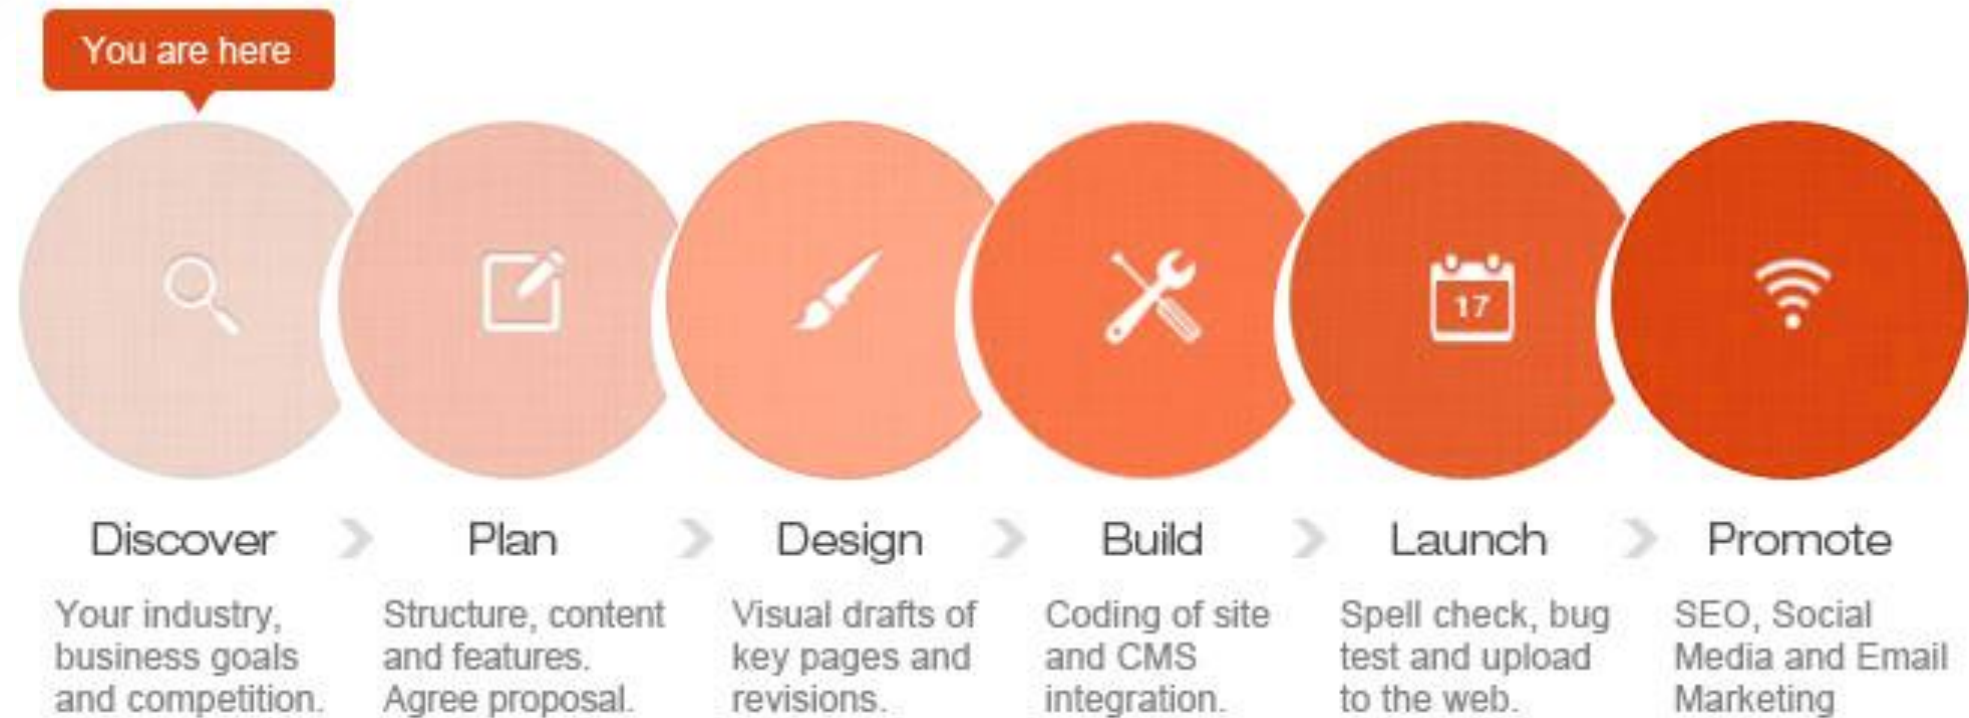 You are here
17
Discover
Plan
Design
Build
Launch
Promote
Your industry,
business goals
and competition.
Structure, content
and features.
Agree proposal.
Visual drafts of
key pages and
revisions.
Coding of site
and CMS
integration.
Spell check, bug
test and upload
to the web.
SEO, Social
Media and Email
Marketing